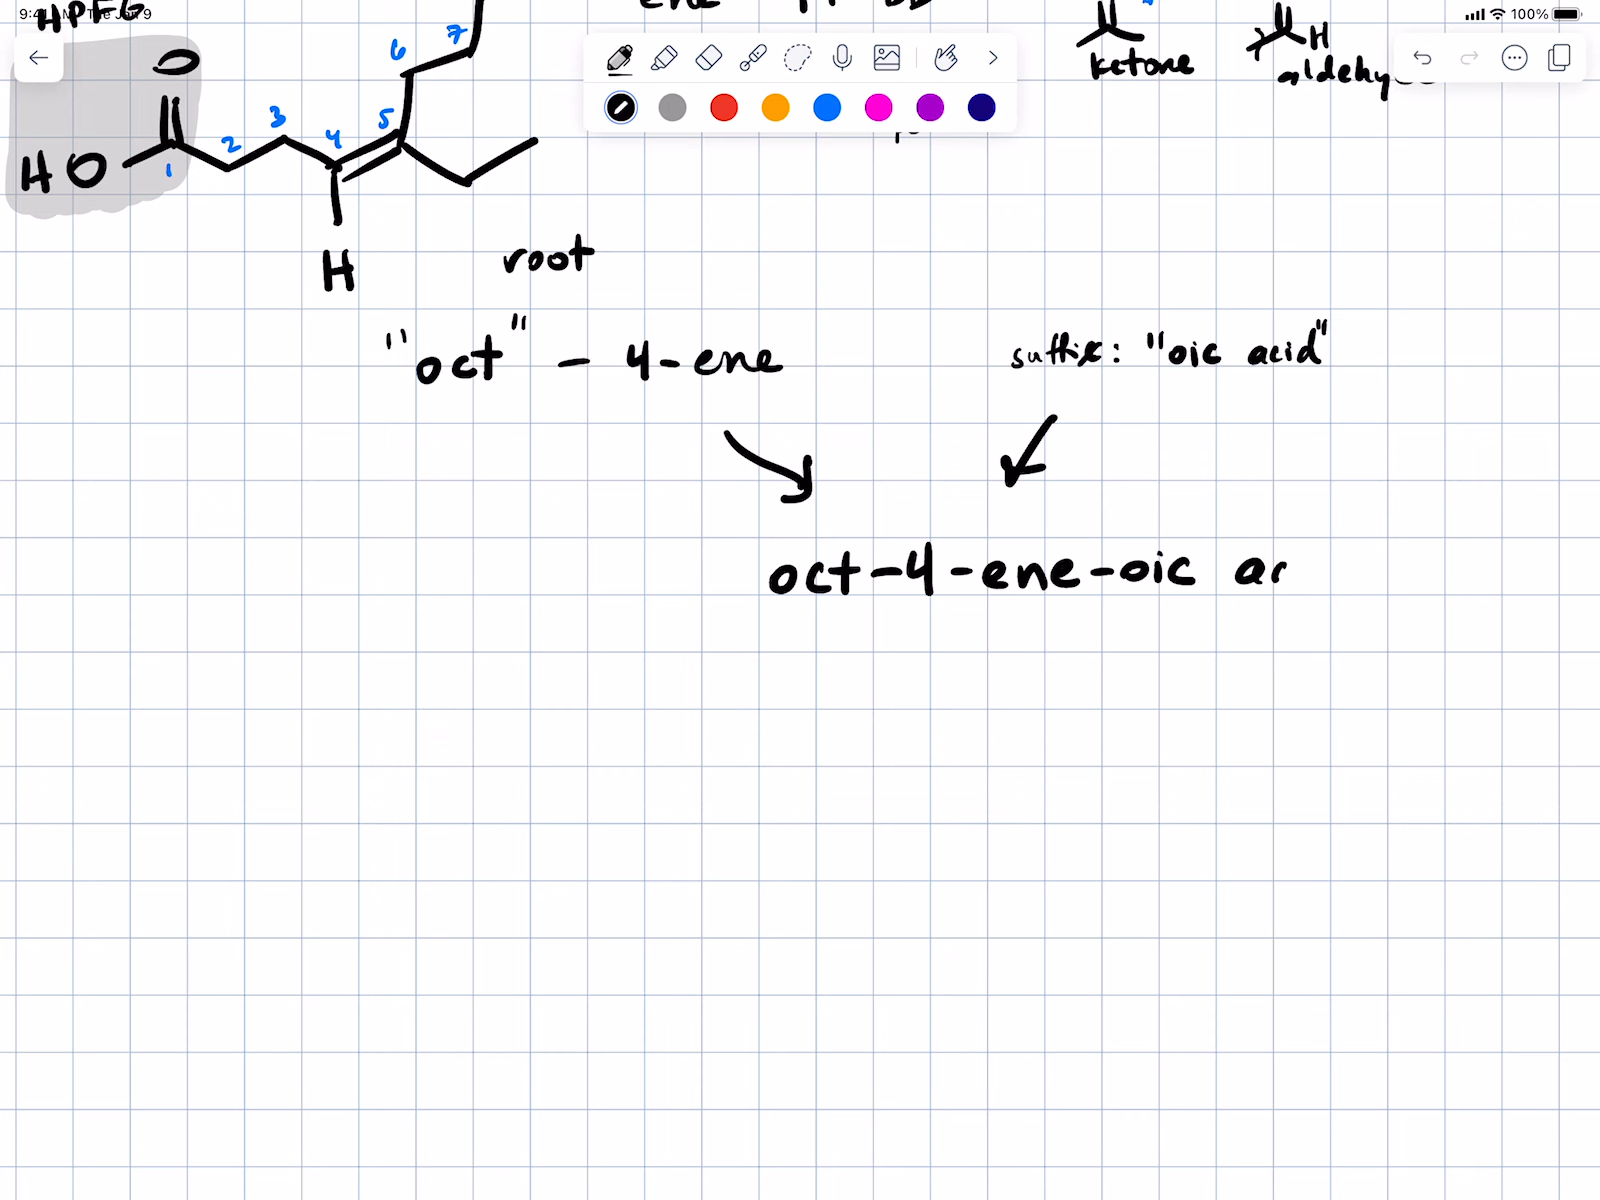 100%
HPFG
ketone
H
aldehy
O
7
6
5
3
4
2
1
HO
H
root
"oct" - 4-ene
suffix: "oic acid"
oct-4-ene-oic ac